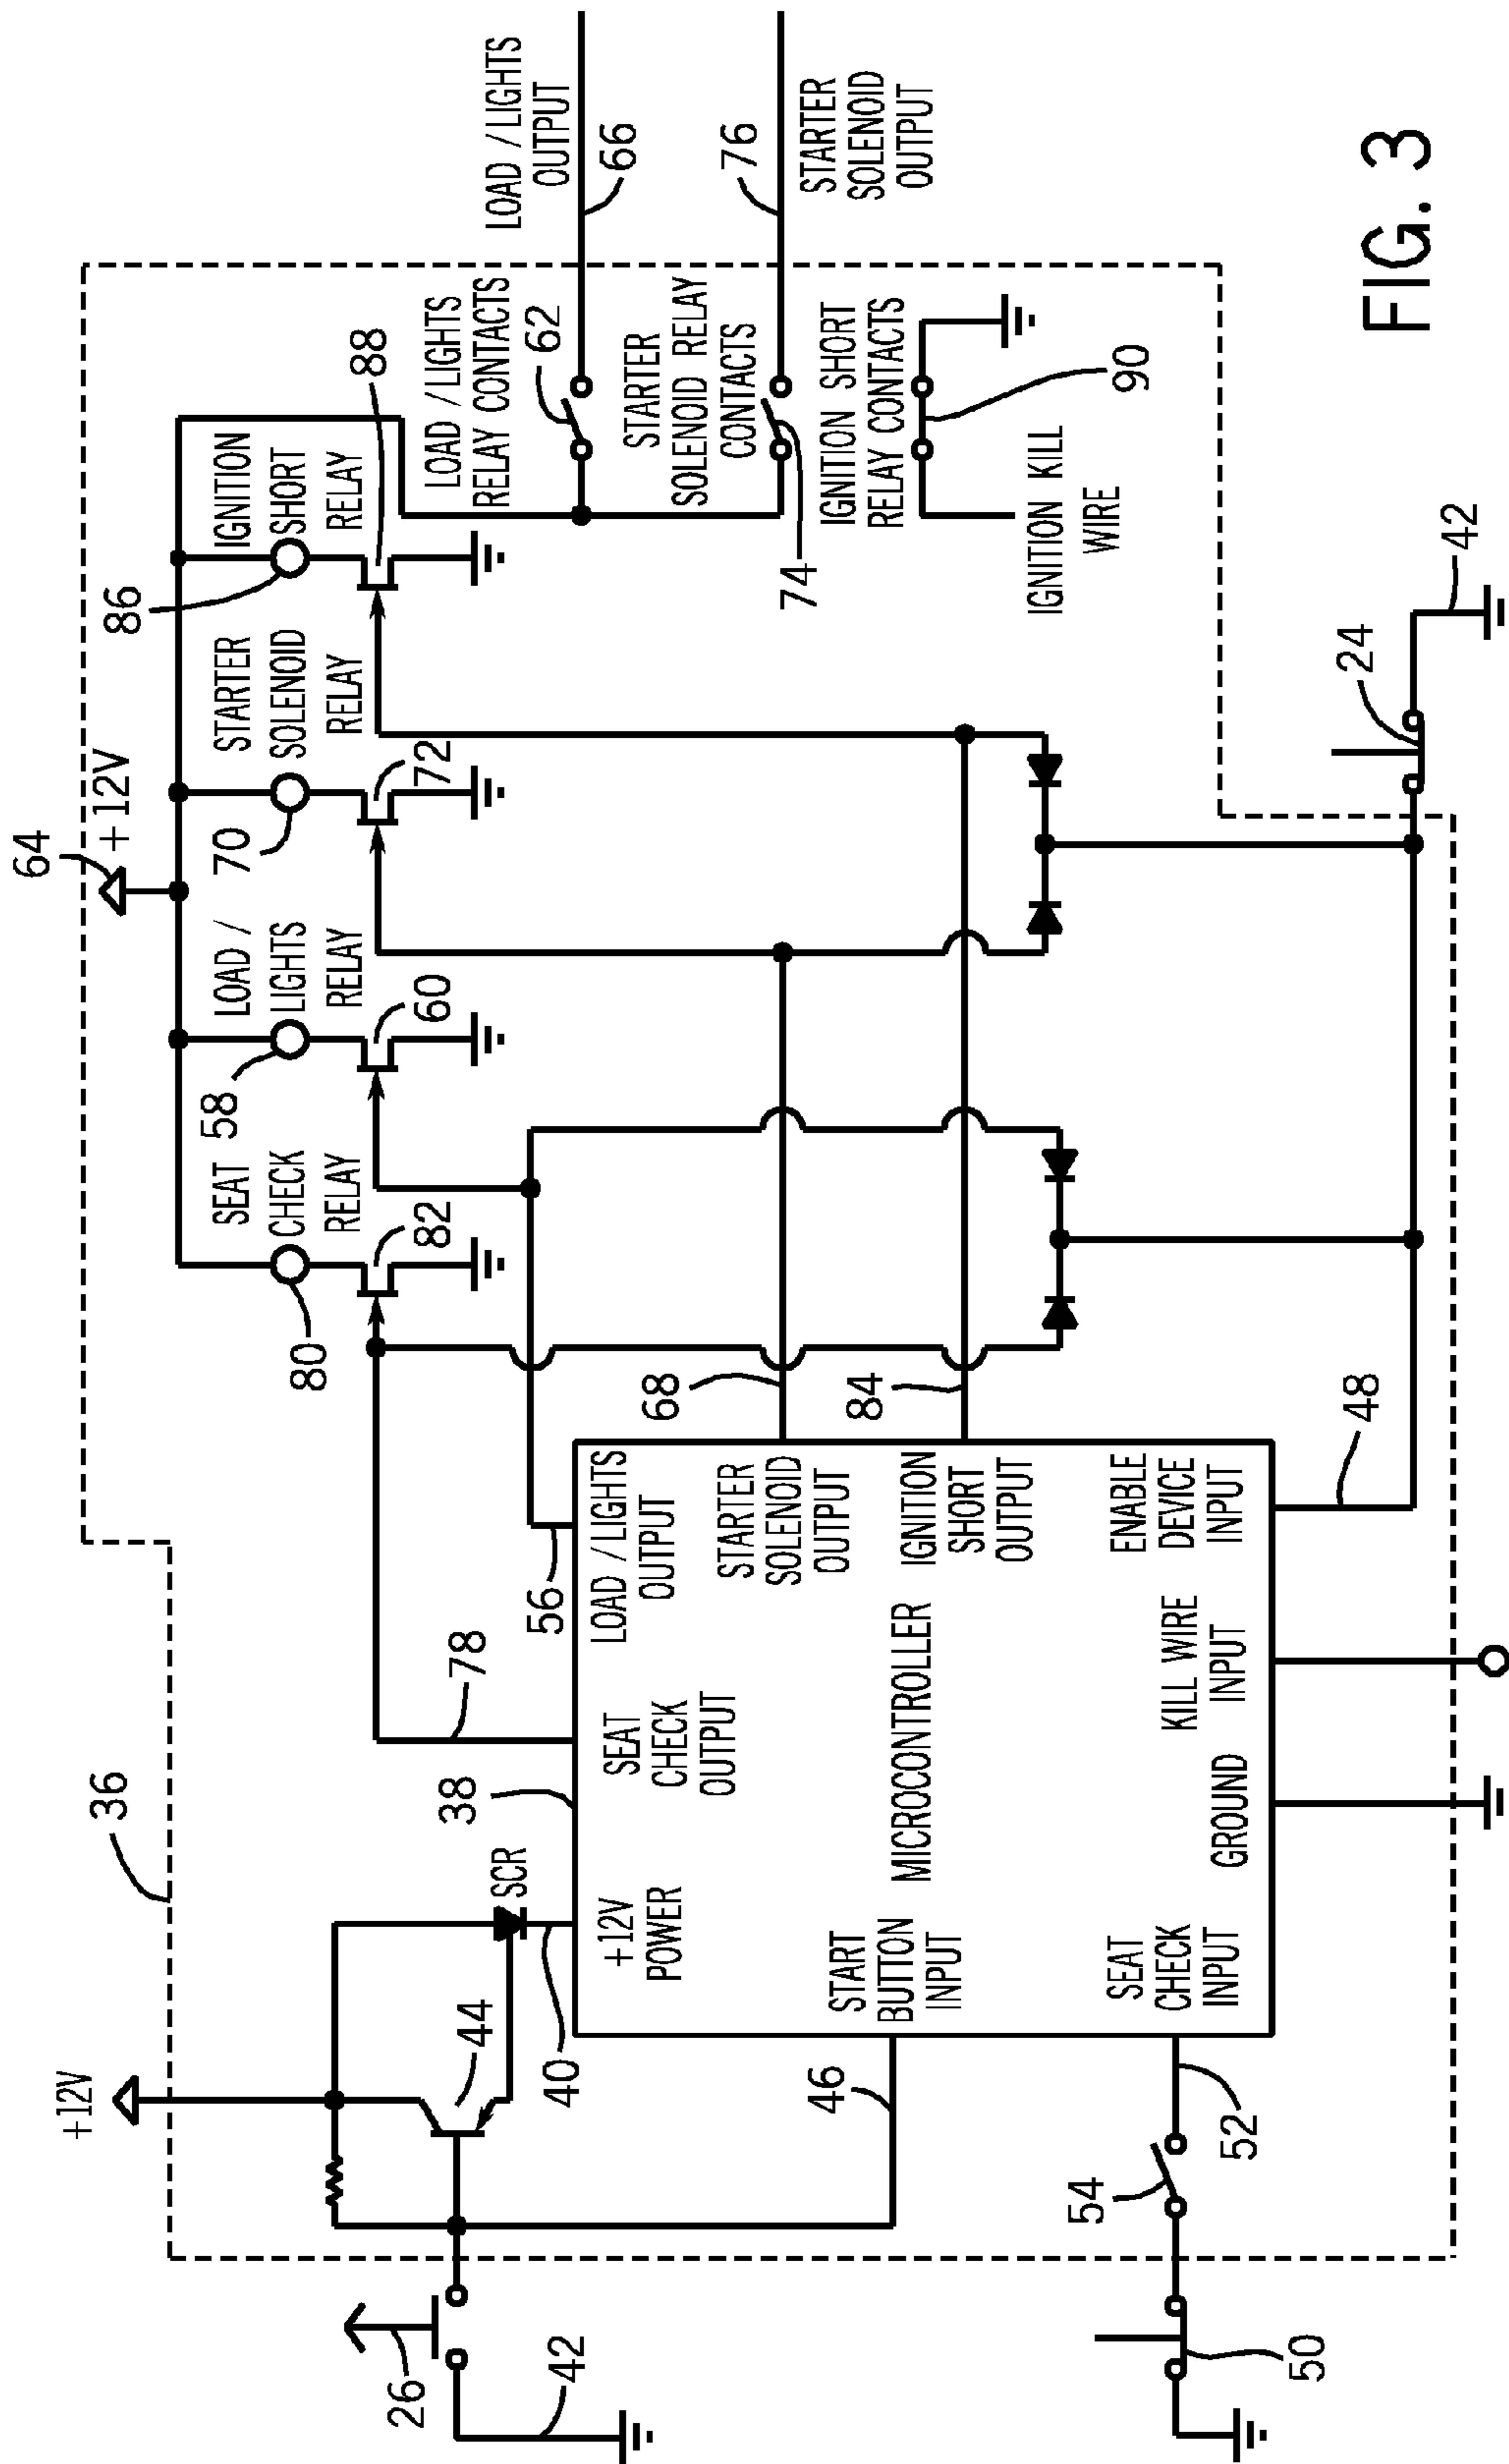 36
64
+12V
+12V
SEAT
CHECK
RELAY
LOAD /
LIGHTS
RELAY
STARTER
SOLENOID
RELAY
IGNITION
SHORT
RELAY
80
82
58
60
70
72
86
88
LOAD /LIGHTS
RELAY CONTACTS
62
LOAD /LIGHTS
OUTPUT
66
STARTER
SOLENOID RELAY
CONTACTS
74
76
STARTER
SOLENOID
OUTPUT
IGNITION SHORT
RELAY CONTACTS
90
IGNITION KILL
WIRE
26
42
44
SCR
40
38
78
56
68
84
46
+12V
POWER
SEAT
CHECK
OUTPUT
LOAD /LIGHTS
OUTPUT
START
BUTTON
INPUT
MICROCONTROLLER
STARTER
SOLENOID
OUTPUT
IGNITION
SHORT
OUTPUT
SEAT
CHECK
INPUT
GROUND
KILL WIRE
INPUT
ENABLE
DEVICE
INPUT
50
54
52
48
24
42
FIG. 3